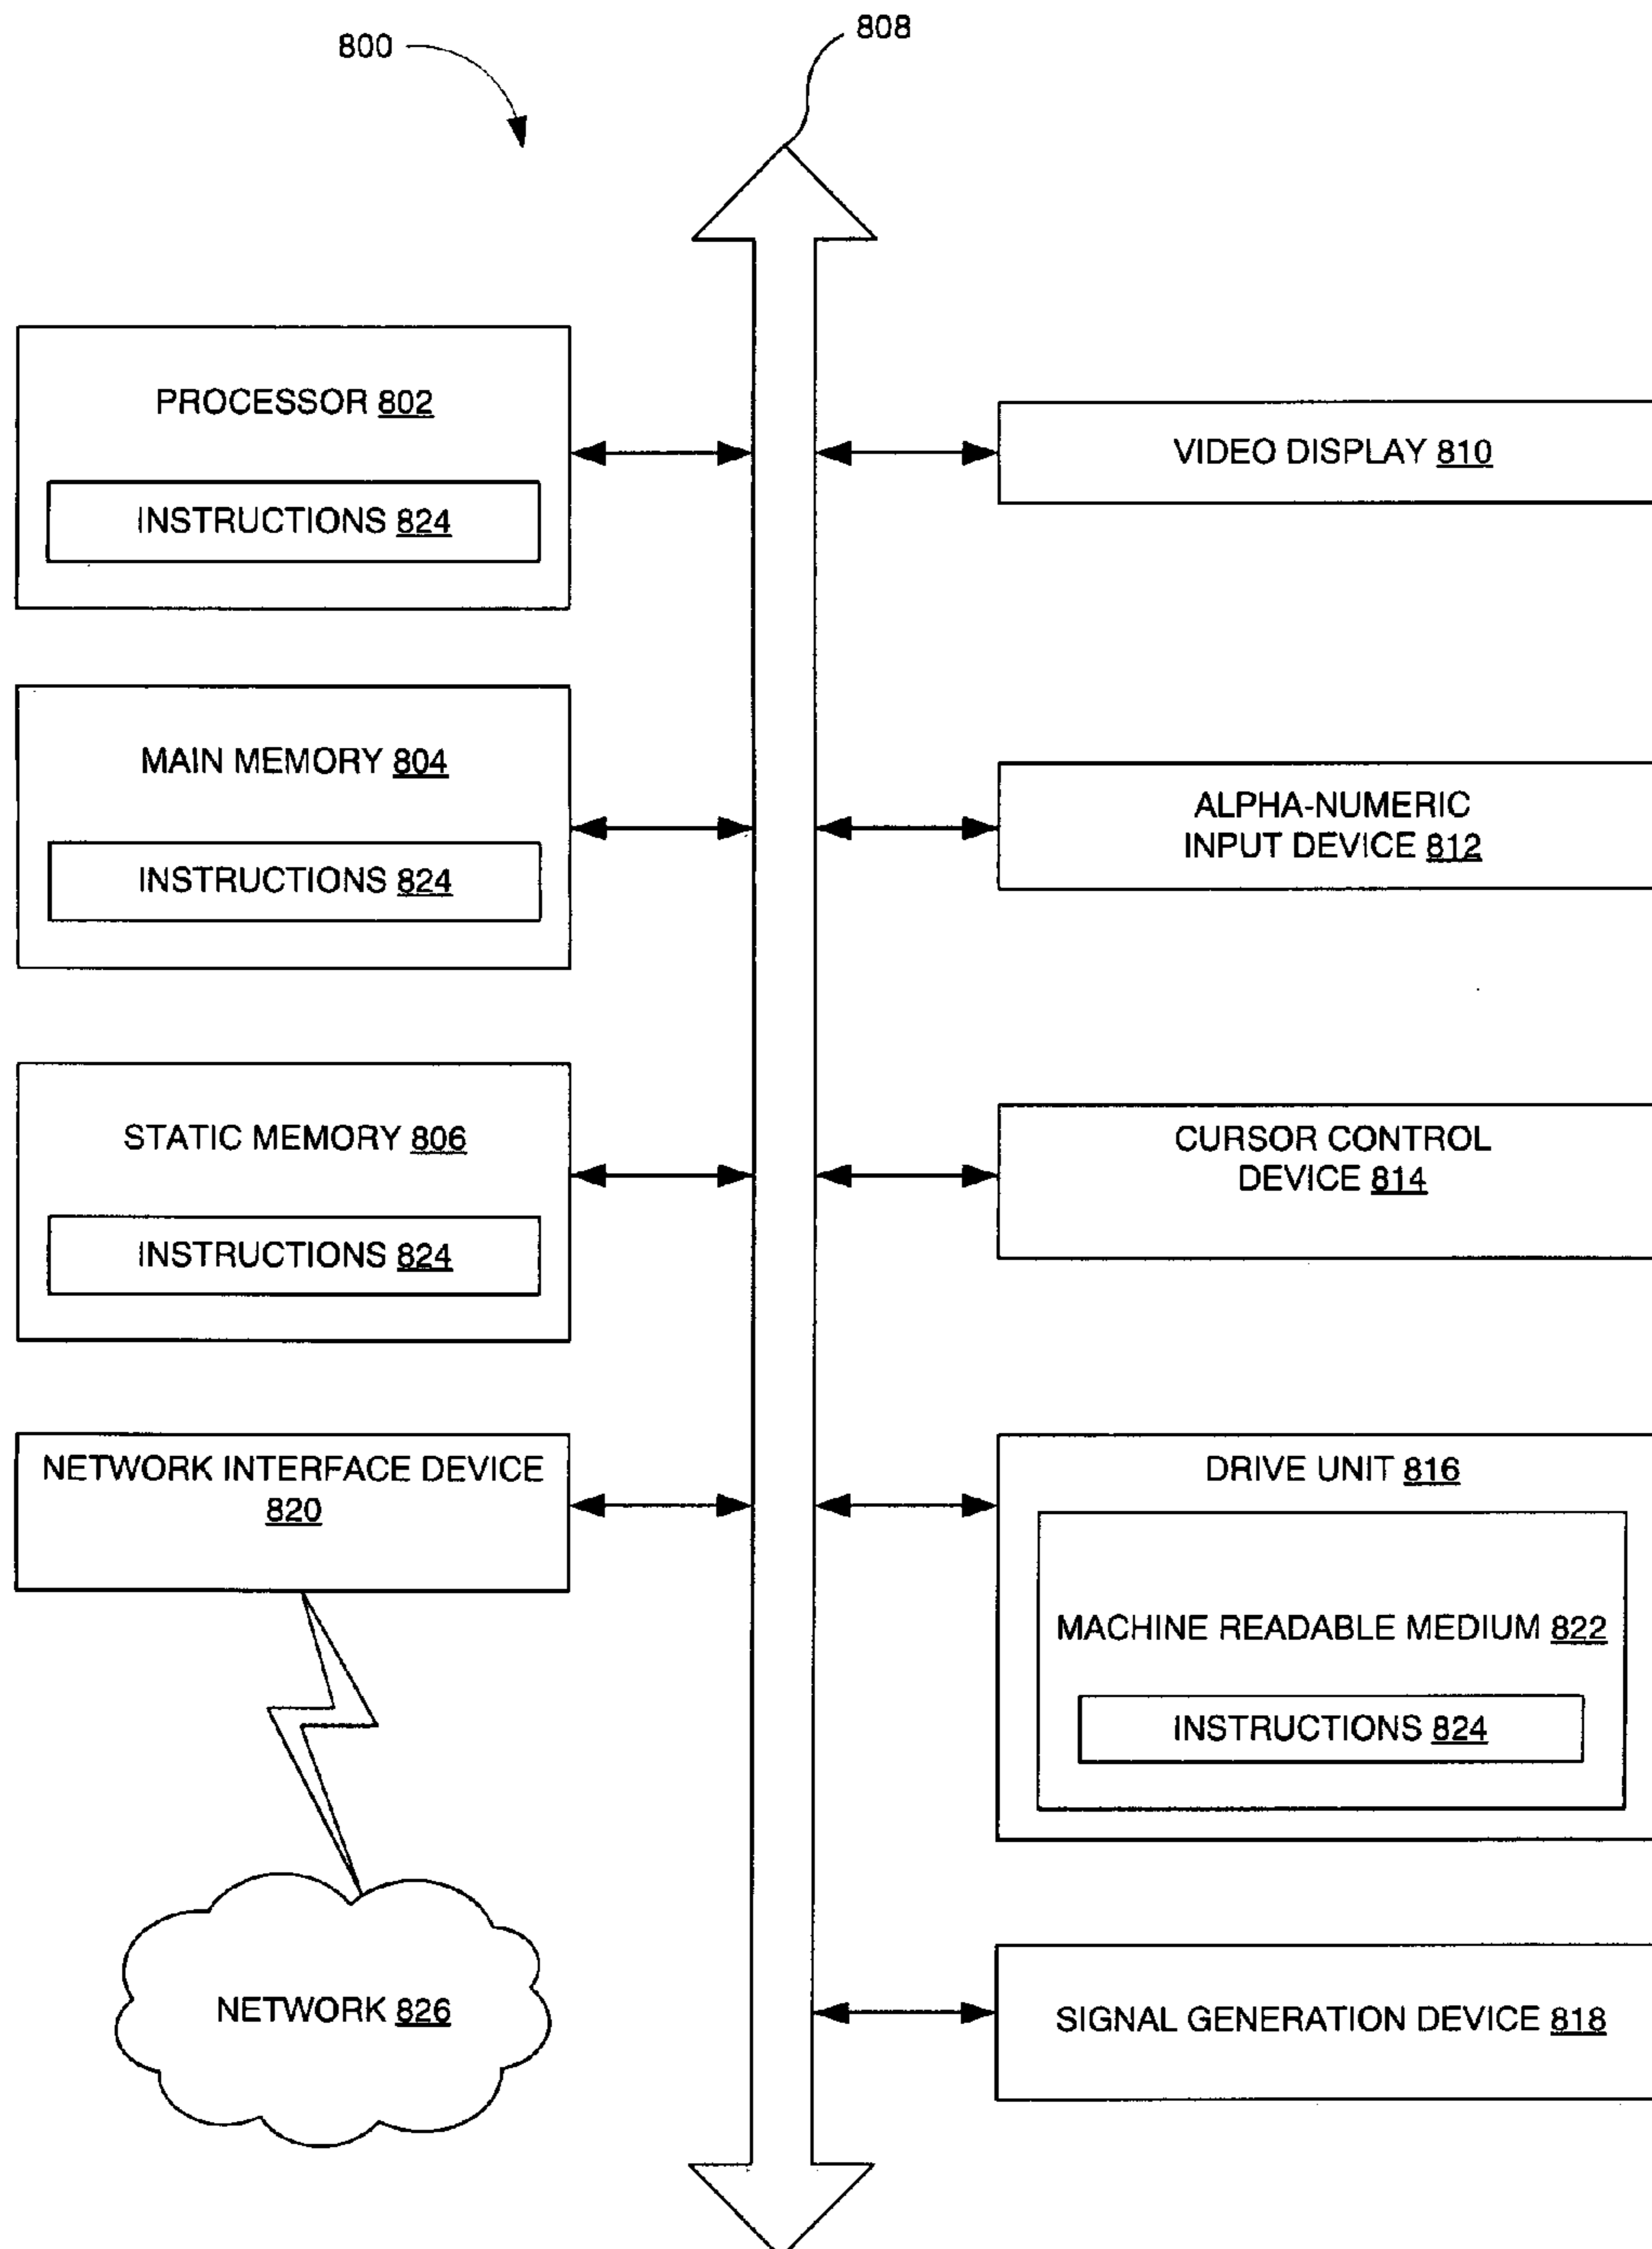 800
808
PROCESSOR 802
INSTRUCTIONS 824
MAIN MEMORY 804
INSTRUCTIONS 824
STATIC MEMORY 806
INSTRUCTIONS 824
NETWORK INTERFACE DEVICE
820
NETWORK 826
VIDEO DISPLAY 810
ALPHA-NUMERIC
INPUT DEVICE 812
CURSOR CONTROL
DEVICE 814
DRIVE UNIT 816
MACHINE READABLE MEDIUM 822
INSTRUCTIONS 824
SIGNAL GENERATION DEVICE 818